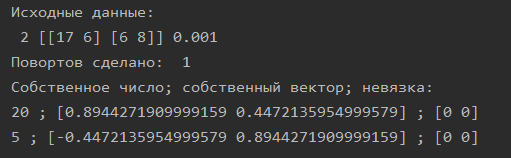 Исходные данные:
2 [[17 6] [6 8]] 0.001
Повортов сделано:  1
Собственное число; собственный вектор; невязка:
20 ; [0.8944271909999159 0.4472135954999579] ; [0 0]
5 ; [-0.4472135954999579 0.8944271909999159] ; [0 0]